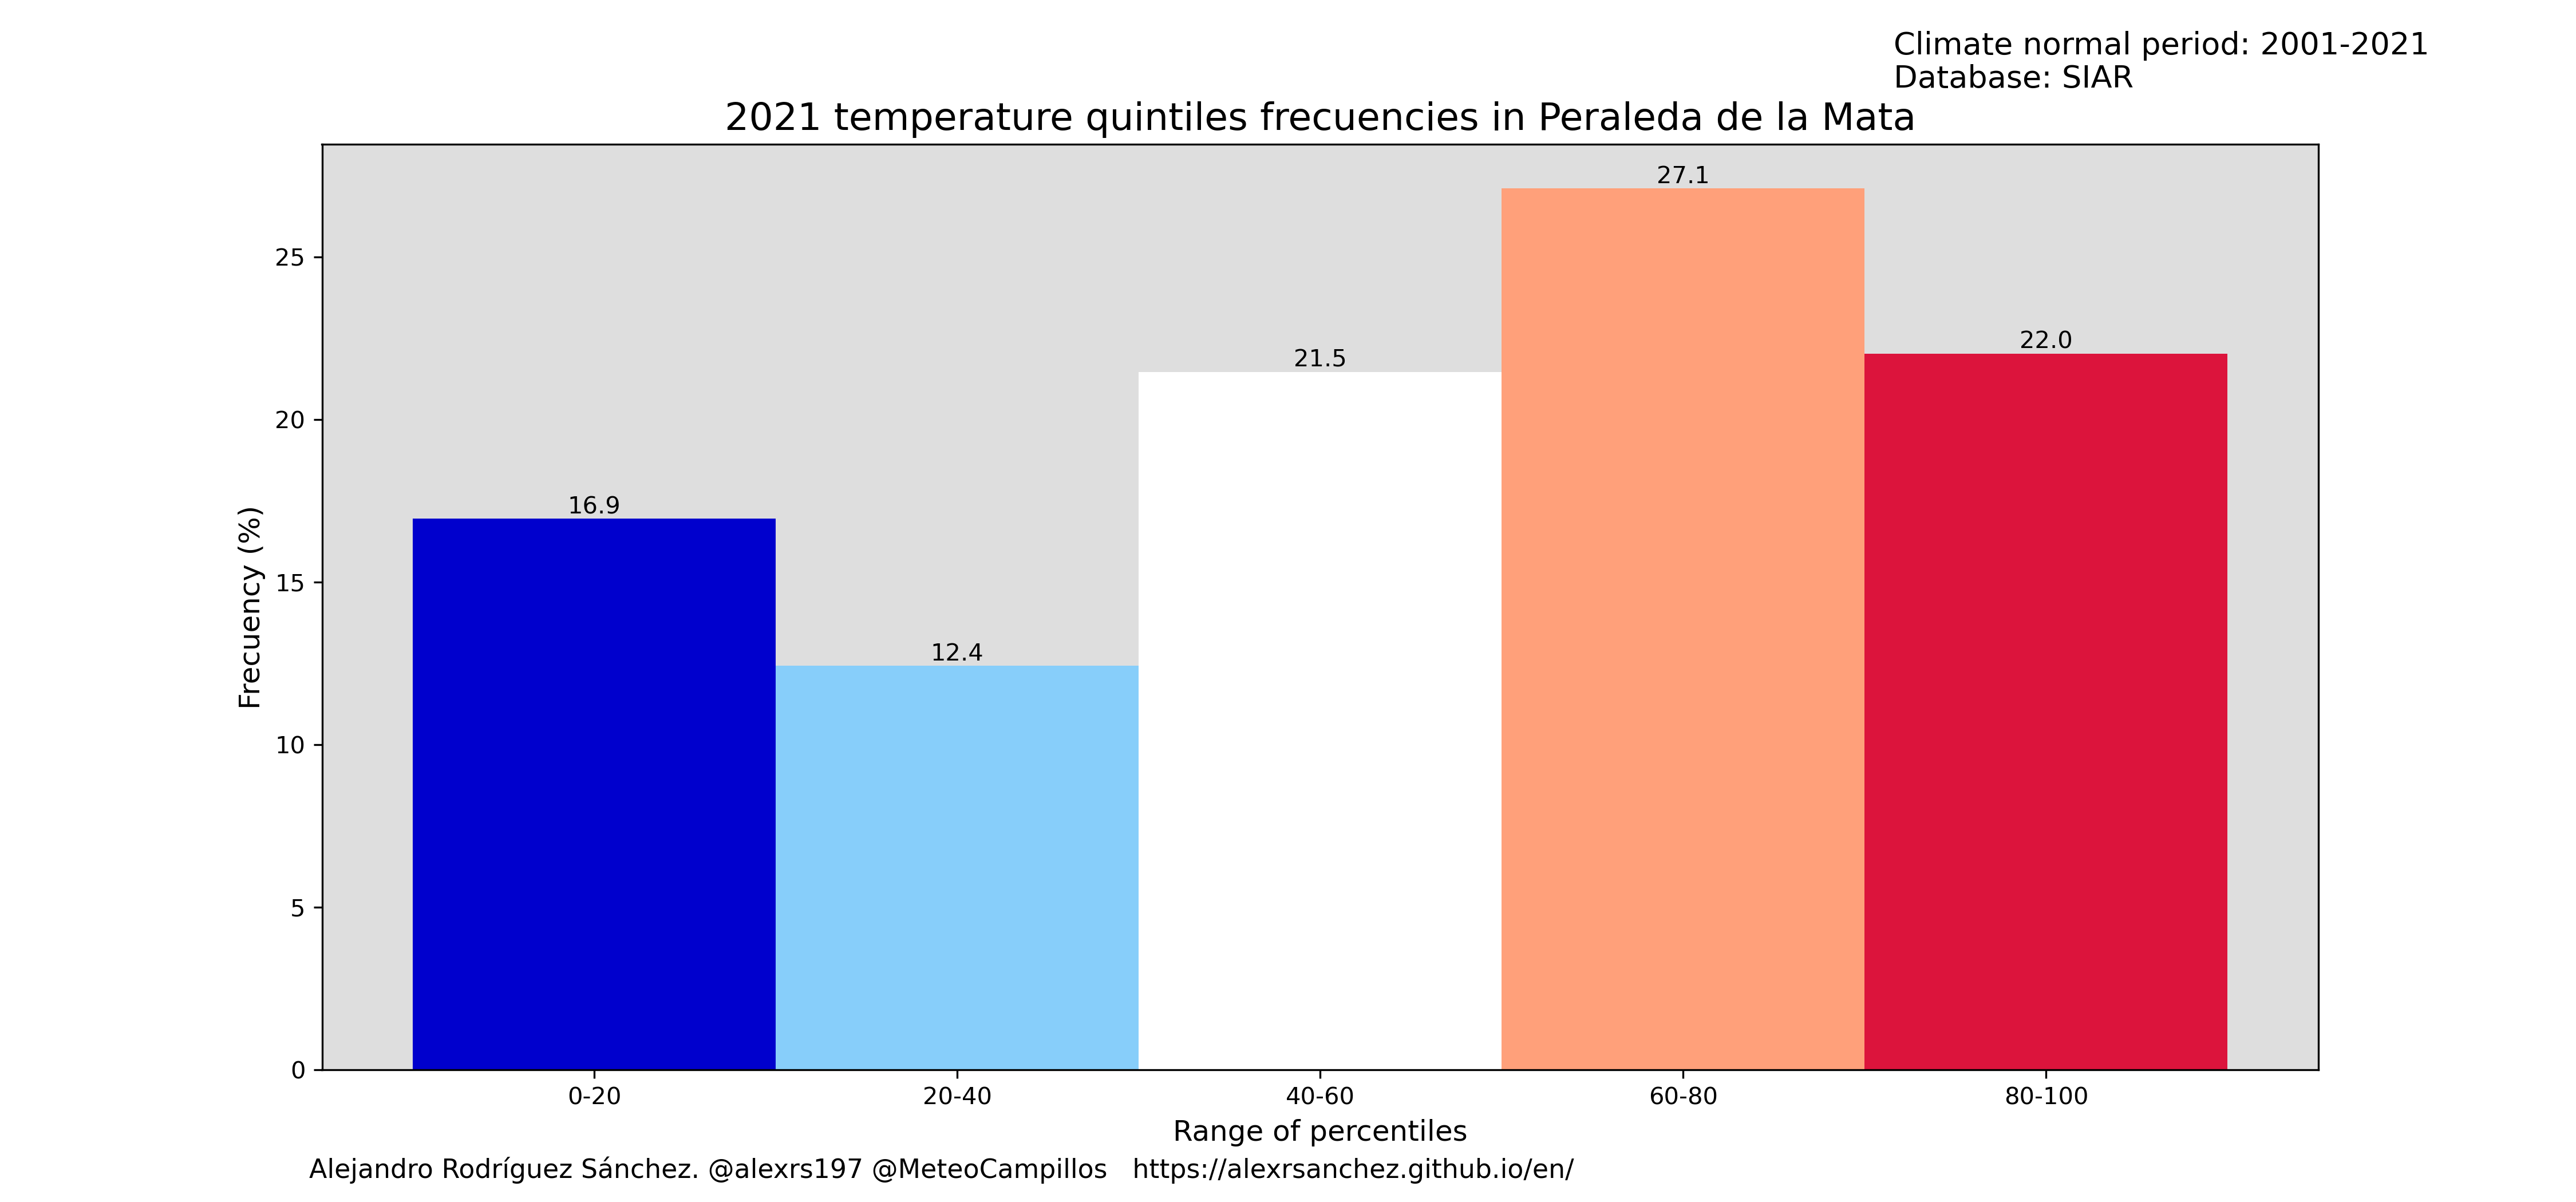 Climate normal period: 2001-2021
Database: SIAR
2021 temperature quintiles frecuencies in Peraleda de la Mata
27.1
25
22.0
21.5
20
16.9
Frecuency (%)
15
12.4
10
5
0
0-20 20-40 40-60 60-80 80-100
Range of percentiles
Alejandro Rodríguez Sánchez. @alexrs197 @MeteoCampillos https://alexrsanchez.github.io/en/